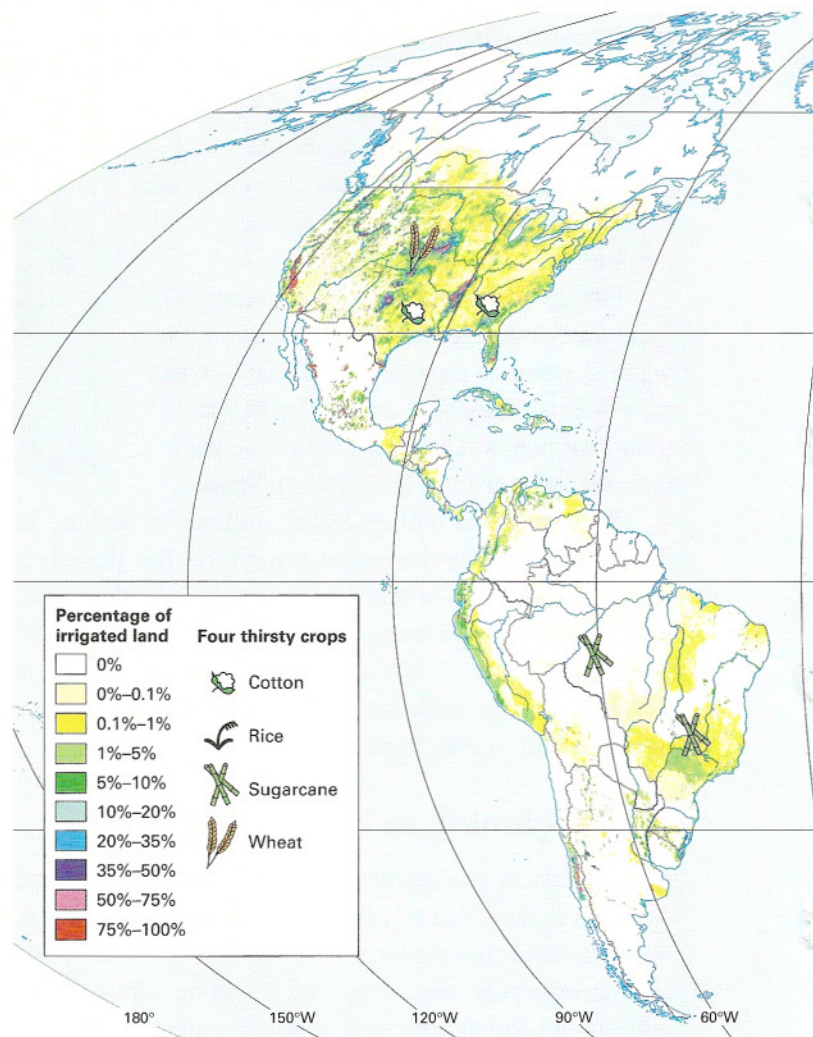 Percentage of
irrigated land
0%
0%–0.1%
0.1%–1%
1%–5%
5%–10%
10%–20%
20%–35%
35%–50%
50%–75%
75%–100%
Four thirsty crops
Cotton
Rice
Sugarcane
Wheat
180°
150°W
120°W
90°W
60°W